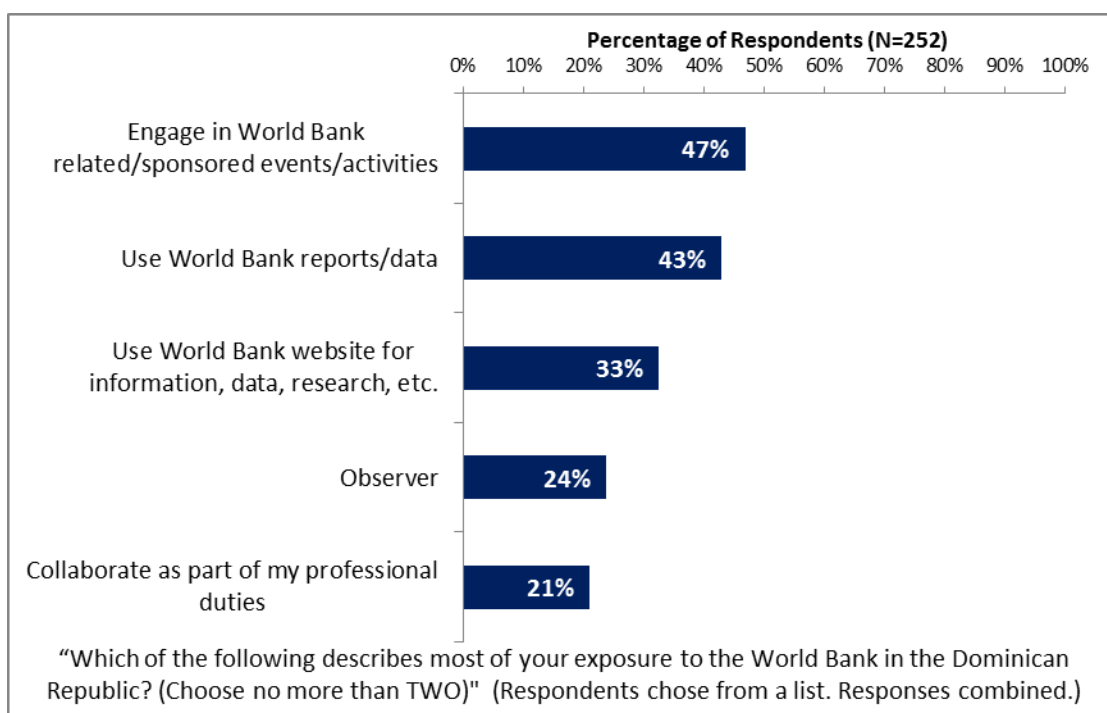 Percentage of Respondents (N=252)
0% 10% 20% 30% 40% 50% 60% 70% 80% 90% 100%
Engage in World Bank
related/sponsored events/activities
47%
Use World Bank reports/data
43%
Use World Bank website for
information, data, research, etc.
33%
Observer
24%
Collaborate as part of my professional
duties
21%
“Which of the following describes most of your exposure to the World Bank in the Dominican
Republic? (Choose no more than TWO)" (Respondents chose from a list. Responses combined.)